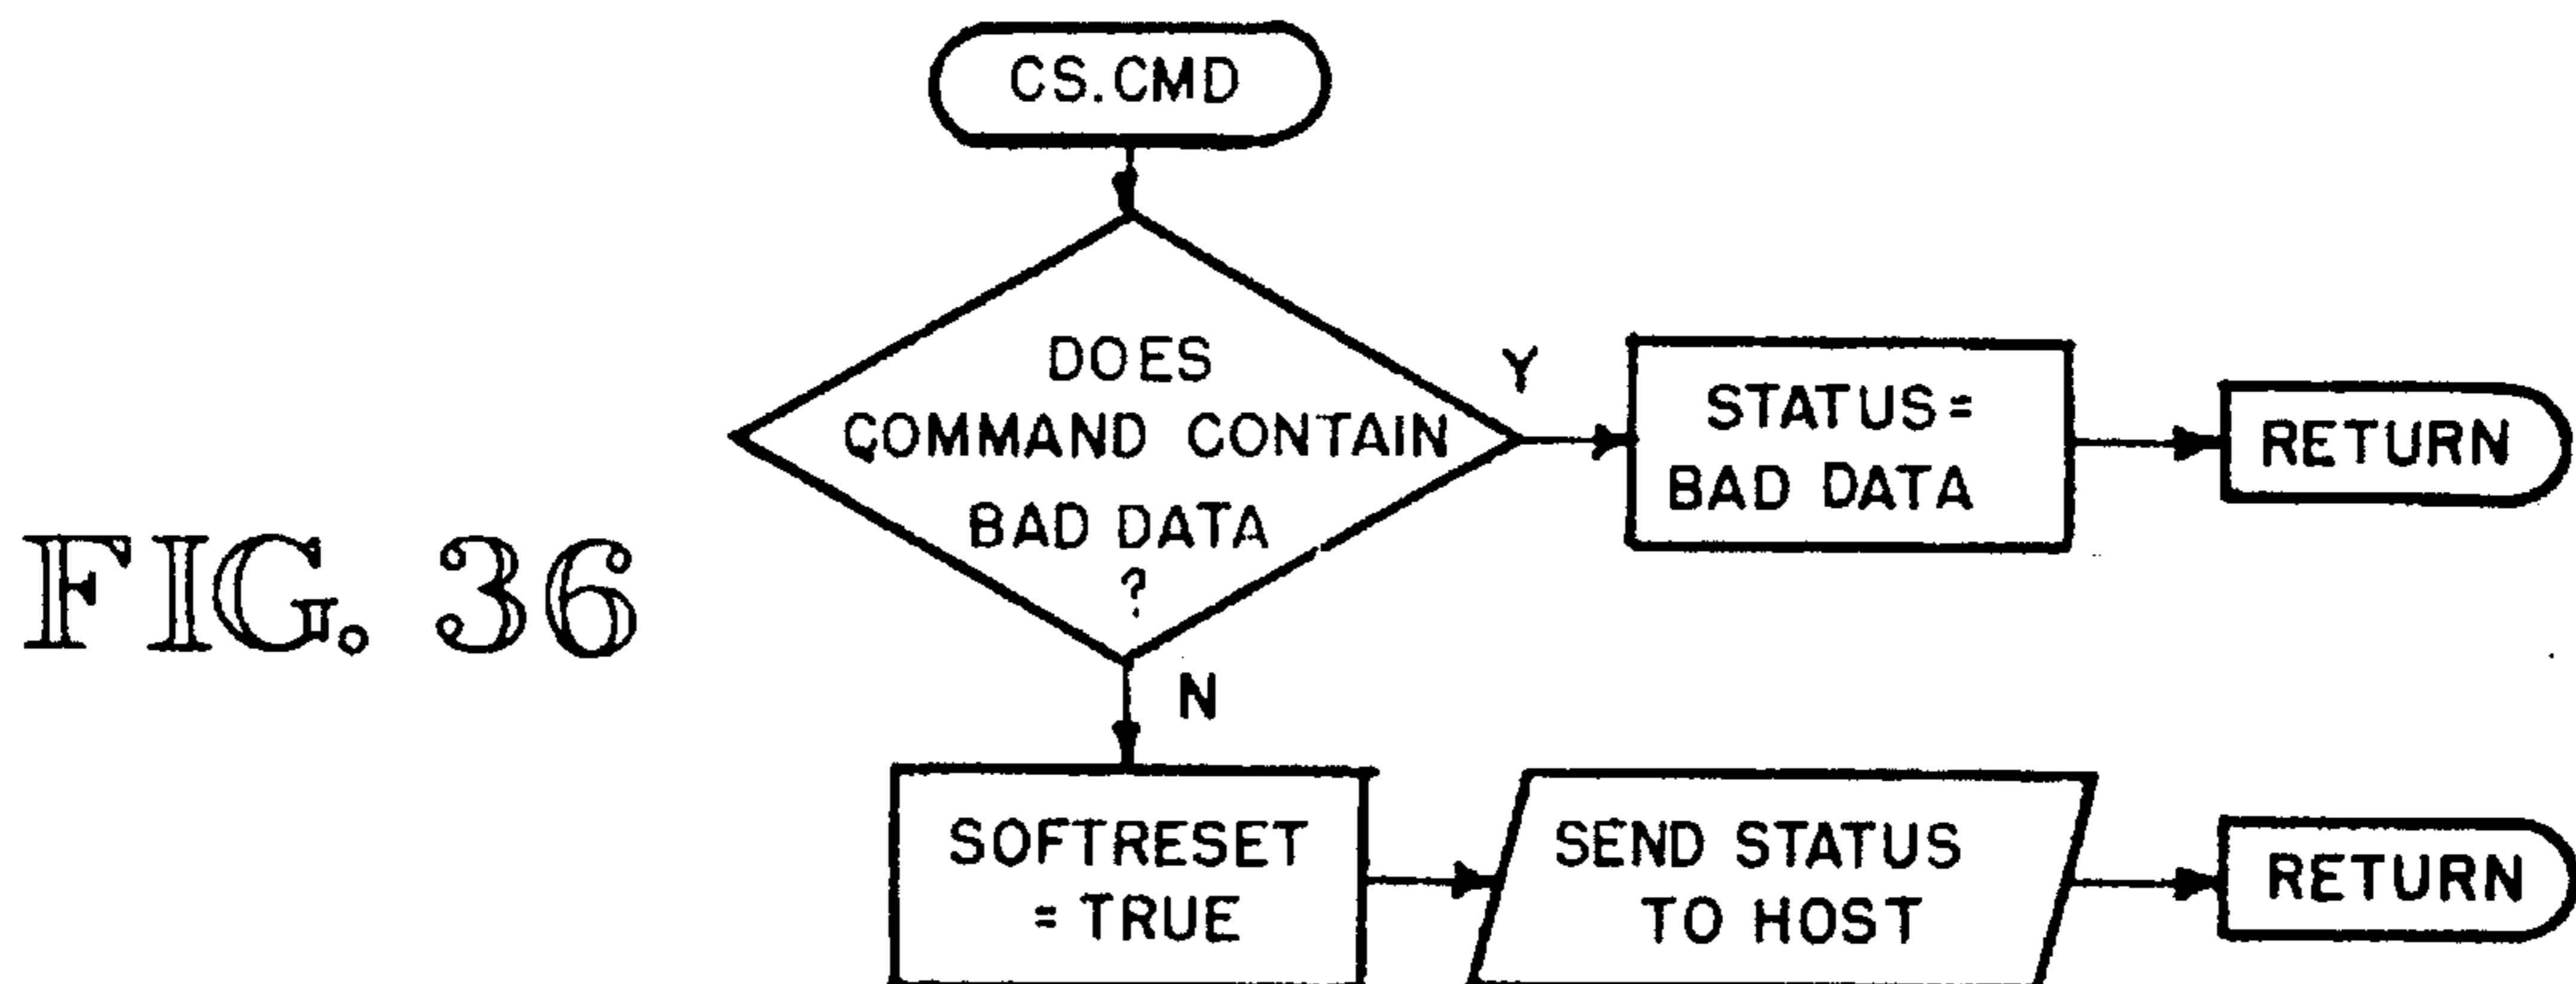 CS.CMD
DOES
COMMAND CONTAIN
BAD DATA
?
Y
STATUS=
BAD DATA
RETURN
FIG. 36
N
SOFTRESET
= TRUE
SEND STATUS
TO HOST
RETURN